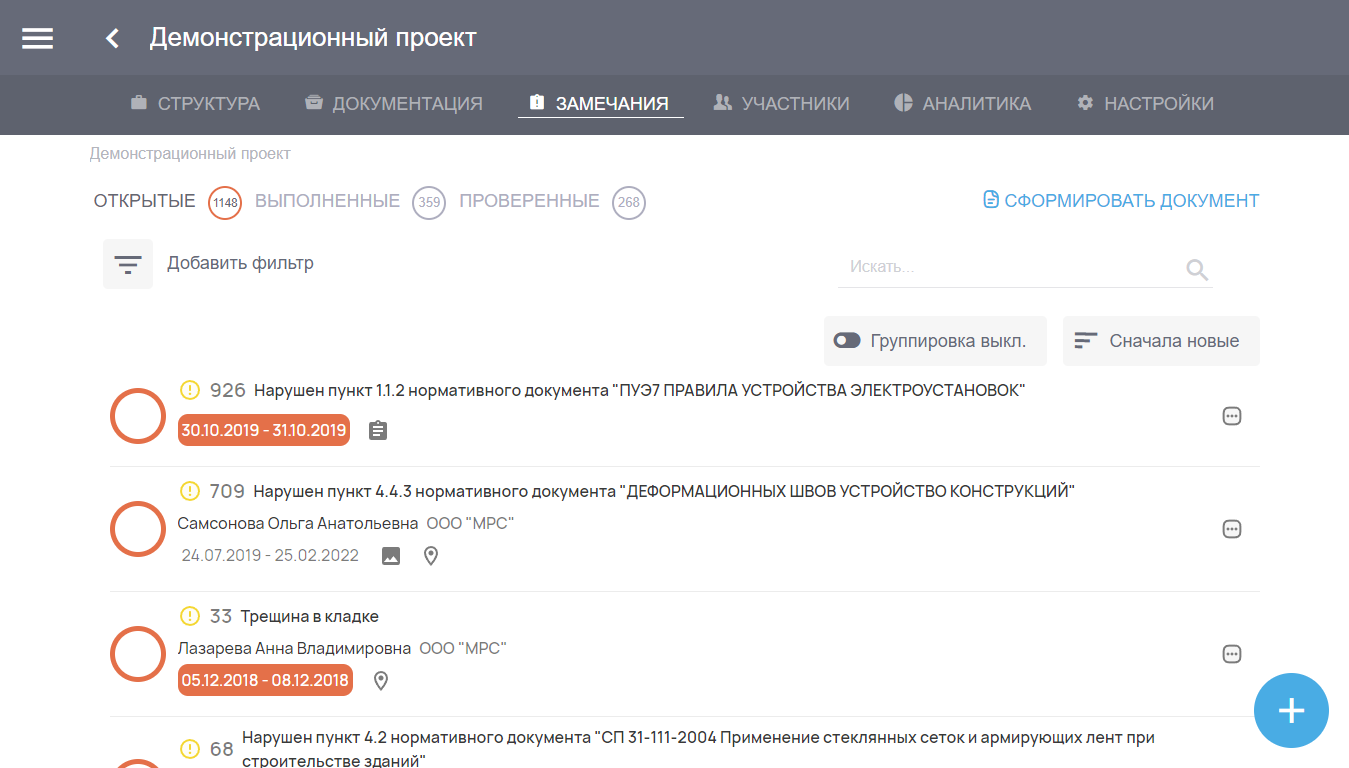 Демонстрационный проект
СТРУКТУРА ДОКУМЕНТАЦИЯ ЗАМЕЧАНИЯ УЧАСТНИКИ АНАЛИТИКА НАСТРОЙКИ
Демонстрационный проект
ОТКРЫТЫЕ 1148 ВЫПОЛНЕННЫЕ 359 ПРОВЕРЕННЫЕ 268 СФОРМИРОВАТЬ ДОКУМЕНТ
Добавить фильтр Искать...
Группировка выкл. Сначала новые
926 Нарушен пункт 1.1.2 нормативного документа "ПУЭ7 ПРАВИЛА УСТРОЙСТВА ЭЛЕКТРОУСТАНОВОК"
30.10.2019 - 31.10.2019
709 Нарушен пункт 4.4.3 нормативного документа "ДЕФОРМАЦИОННЫХ ШВОВ УСТРОЙСТВО КОНСТРУКЦИЙ"
Самсонова Ольга Анатольевна ООО "МРС"
24.07.2019 - 25.02.2022
33 Трещина в кладке
Лазарева Анна Владимировна ООО "МРС"
05.12.2018 - 08.12.2018
68 Нарушен пункт 4.2 нормативного документа "СП 31-111-2004 Применение стеклянных сеток и армирующих лент при
строительстве зданий"